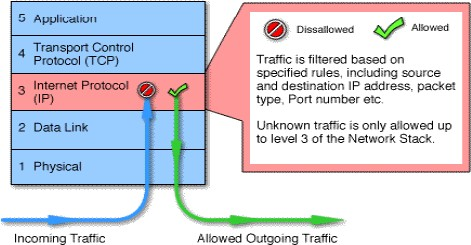 5 Application
4 Transport Control
Protocol (TCP)
3 Internet Protocol
(IP)
2 Data Link
1 Physical
Incoming Traffic
Allowed Outgoing Traffic
Dissallowed
Allowed
Traffic is filtered based on
specified rules, including source
and destination IP address, packet
type, Port number etc.
Unknown traffic is only allowed up
to level 3 of the Network Stack.